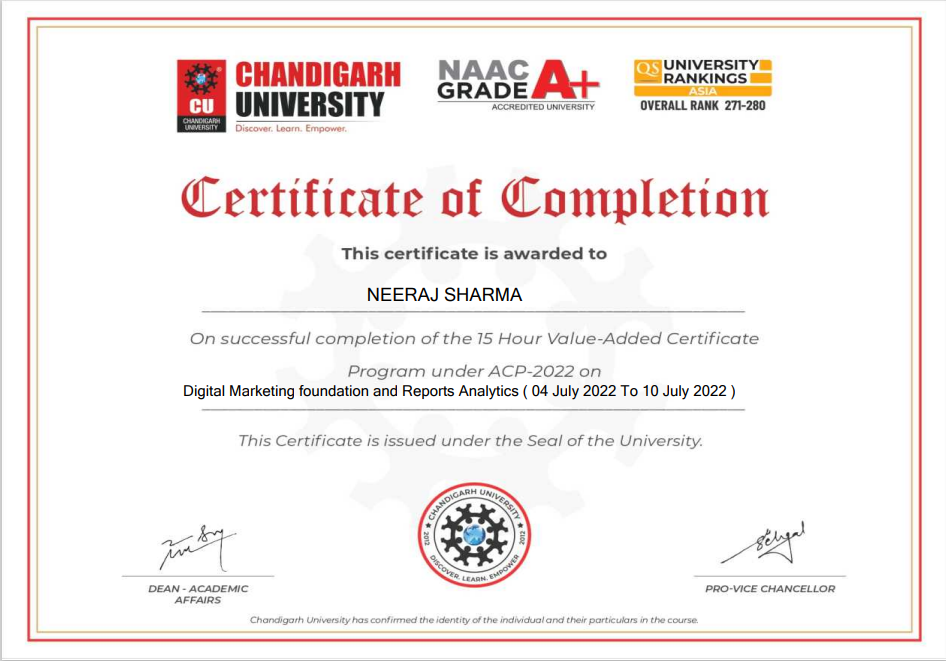 CU
CHANDIGARH
UNIVERSITY
CHANDIGARH
UNIVERSITY
Discover. Learn. Empower.
NAAC
GRADE A+
ACCREDITED UNIVERSITY
QS UNIVERSITY
RANKINGS
ASIA
OVERALL RANK 271-280
Certificate of Completion
This certificate is awarded to
NEERAJ SHARMA
On successful completion of the 15 Hour Value-Added Certificate
Program under ACP-2022 on
Digital Marketing foundation and Reports Analytics ( 04 July 2022 To 10 July 2022 )
This Certificate is issued under the Seal of the University.
CHANDIGARH UNIVERSITY
2012 2012
DISCOVER. LEARN. EMPOWER
Sehgal
DEAN - ACADEMIC
AFFAIRS
PRO-VICE CHANCELLOR
Chandigarh University has confirmed the identity of the individual and their particulars in the course.